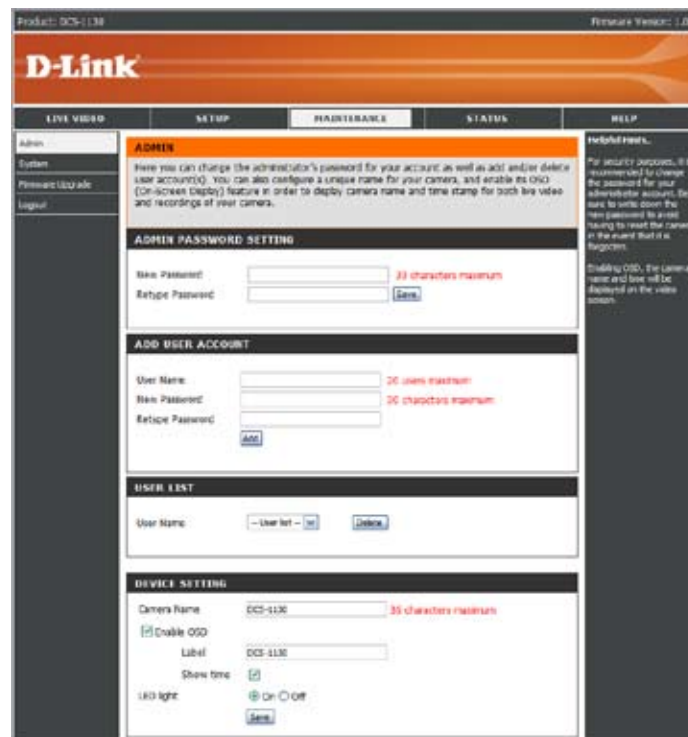 Product: DCS-1130
Firmware Version: 1.0
D-Link
LIVE VIDEO
SETUP
MAINTENANCE
STATUS
HELP
Admin
System
Firmware Upgrade
Logout
ADMIN
Here you can change the administrator's password for your account as well as add and/or delete
user account(s). You can also configure a unique name for your camera, and enable its OSD
(On-Screen Display) feature in order to display camera name and time stamp for both live video
and recordings of your camera.
ADMIN PASSWORD SETTING
New Password
characters maximum
Retype Password
Save
ADD USER ACCOUNT
User Name
20 users maximum
New Password
characters maximum
Retype Password
Add
USER LIST
User Name
-- User list --
Delete
DEVICE SETTING
Camera Name
DCS-1130
characters maximum
Enable OSD
Label
DCS-1130
Show time
LED light
On
Off
Save
Helpful Hints..
For security purposes, it is
recommended to change
the password for your
administrator account. Be
sure to write down the
new password to avoid
having to reset the camera
in the event that it is
forgotten.
Enabling OSD, the camera
name and time will be
displayed on the video
screen.